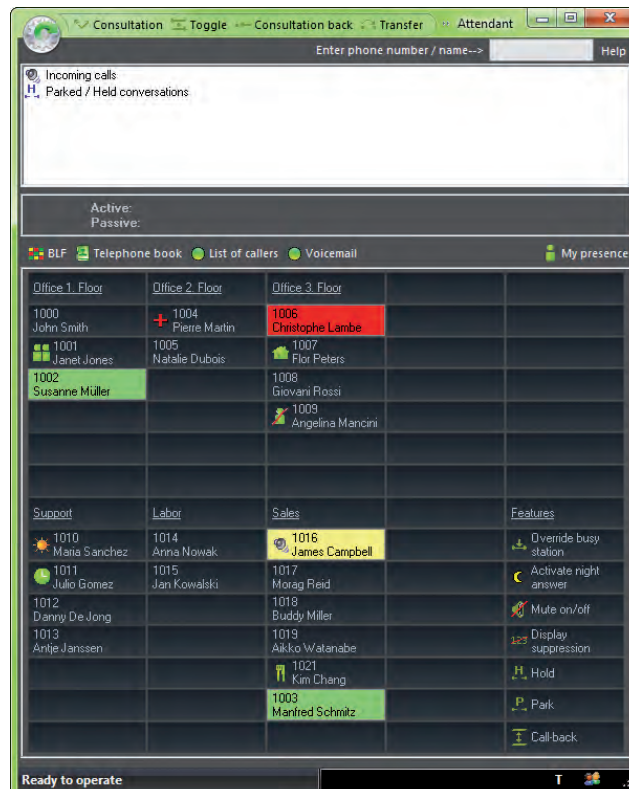 Consultation Toggle Consultation back Transfer Attendant
Enter phone number / name--> Help
Incoming calls
H Parked / Held conversations
Active:
Passive:
BLF Telephone book List of callers Voicemail My presence
Office 1. Floor Office 2. Floor Office 3. Floor
1000 1004 1006
John Smith Pierre Martin Christophe Lambe
1001 1005 1007
Janet Jones Natalie Dubois Flor Peters
1002 1008
Susanne Müller Giovani Rossi
1009
Angelina Mancini
Support Labor Sales Features
1010 1014 1016 Override busy
Maria Sanchez Anna Nowak James Campbell station
1011 1015 1017 Activate night
Julio Gomez Jan Kowalski Morag Reid answer
1012 1018 Mute on/off
Danny De Jong Buddy Miller
1013 1019 123 Display
Antje Janssen Aikko Watanabe suppression
1021 H Hold
Kim Chang
1003 P Park
Manfred Schmitz
Call-back
Ready to operate T